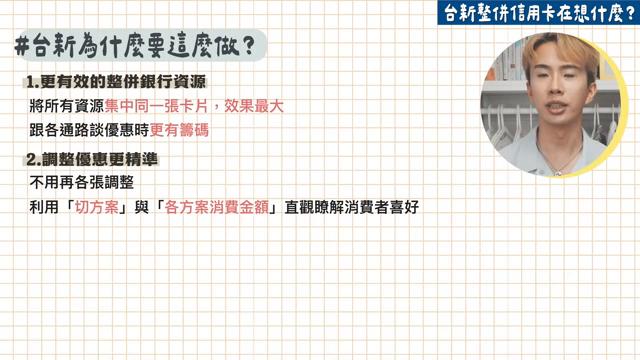 台新整併信用卡在想什麼？
#台新為什麼要這麼做？
1.更有效的整併銀行資源
將所有資源集中同一張卡片，效果最大
跟各通路談優惠時更有籌碼
2.調整優惠更精準
不用再各張調整
利用「切方案」與「各方案消費金額」直觀瞭解消費者喜好